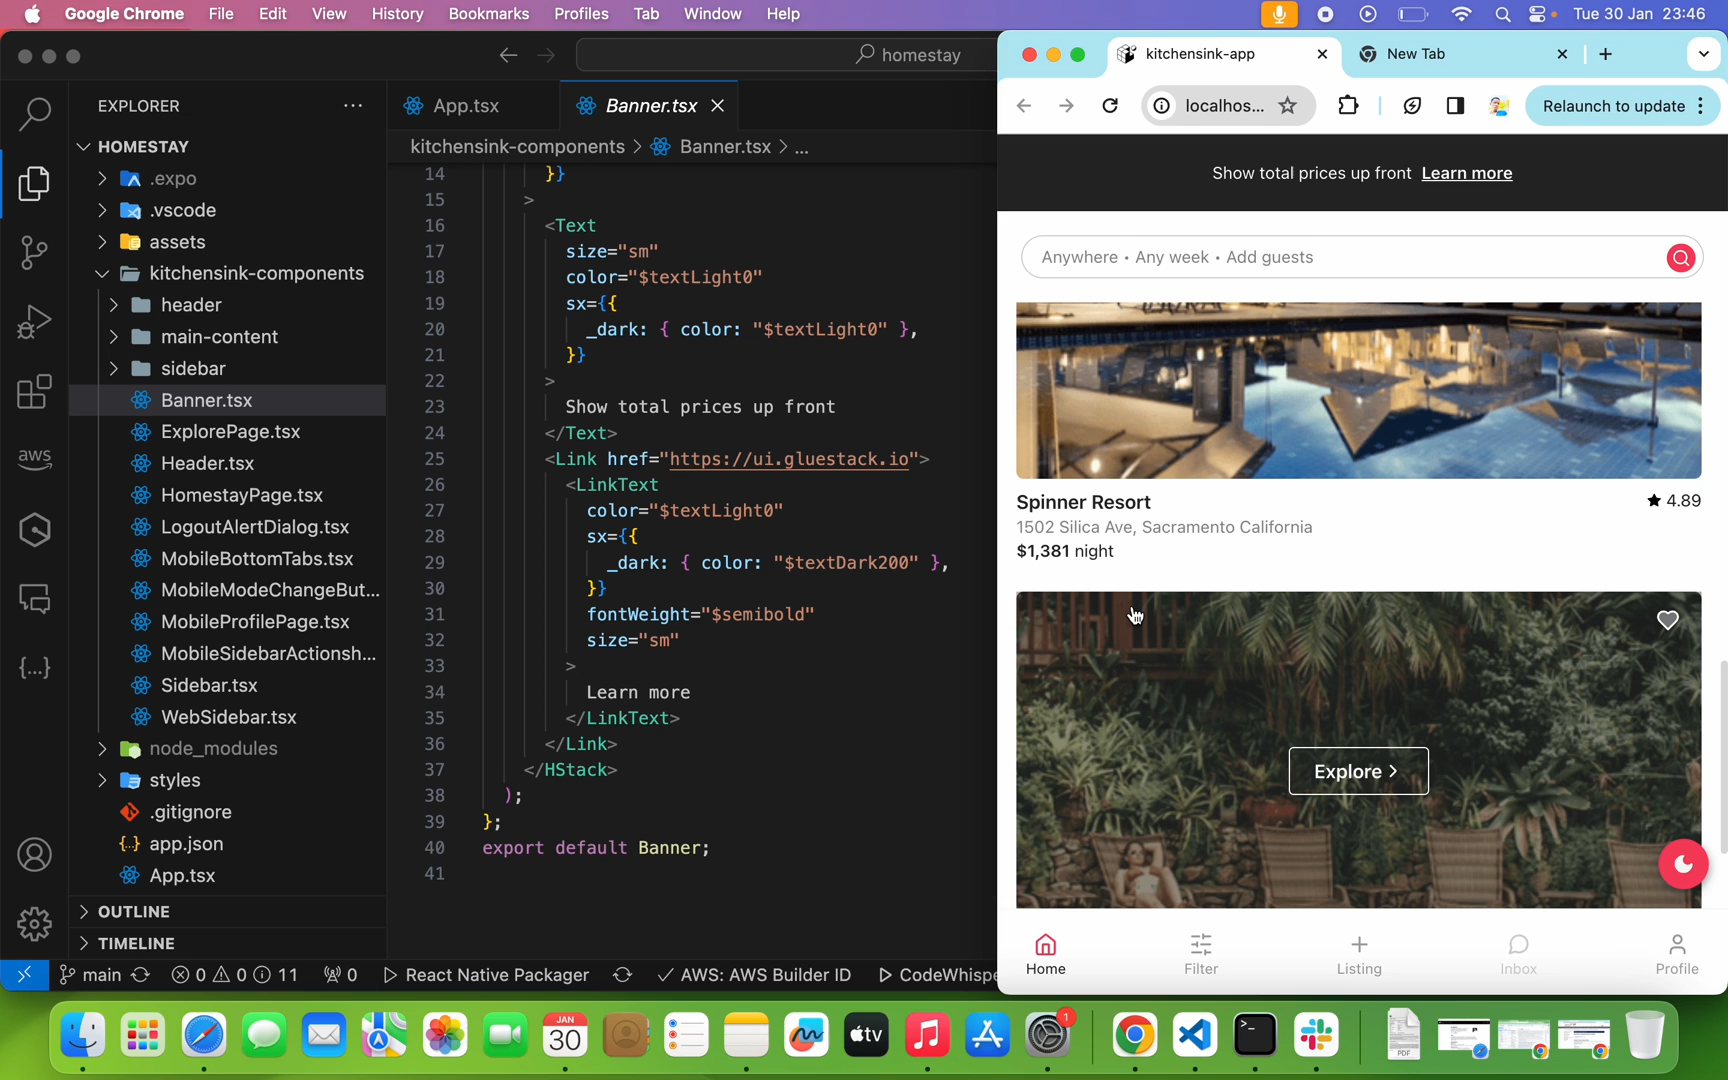 Google Chrome File Edit View History Bookmarks Profiles Tab Window Help
Tue 30 Jan 23:46
homestay
EXPLORER
HOMESTAY
.expo
.vscode
assets
kitchensink-components
header
main-content
sidebar
Banner.tsx
ExplorePage.tsx
Header.tsx
HomestayPage.tsx
LogoutAlertDialog.tsx
MobileBottomTabs.tsx
MobileModeChangeBut...
MobileProfilePage.tsx
MobileSidebarActionsh...
Sidebar.tsx
WebSidebar.tsx
node_modules
styles
.gitignore
{..} app.json
App.tsx
OUTLINE
TIMELINE
aws
{...}
App.tsx
Banner.tsx
kitchensink-components > Banner.tsx > ...
14 }}
15 >
16 <Text
17 size="sm"
18 color="$textLight0"
19 sx={{
20 _dark: { color: "$textLight0" },
21 }}
22 >
23 Show total prices up front
24 </Text>
25 <Link href="https://ui.gluestack.io">
26 <LinkText
27 color="$textLight0"
28 sx={{
29 _dark: { color: "$textDark200" },
30 }}
31 fontWeight="$semibold"
32 size="sm"
33 >
34 Learn more
35 </LinkText>
36 </Link>
37 </HStack>
38 );
39 };
40 export default Banner;
41
main 0 0 11 0 React Native Packager AWS: AWS Builder ID CodeWhispe
kitchensink-app
New Tab
localhos...
Relaunch to update
Show total prices up front Learn more
Anywhere • Any week • Add guests
Spinner Resort
4.89
1502 Silica Ave, Sacramento California
$1,381 night
Explore >
Home
Filter
Listing
Inbox
Profile
JAN
30
tv
1
>_
PDF